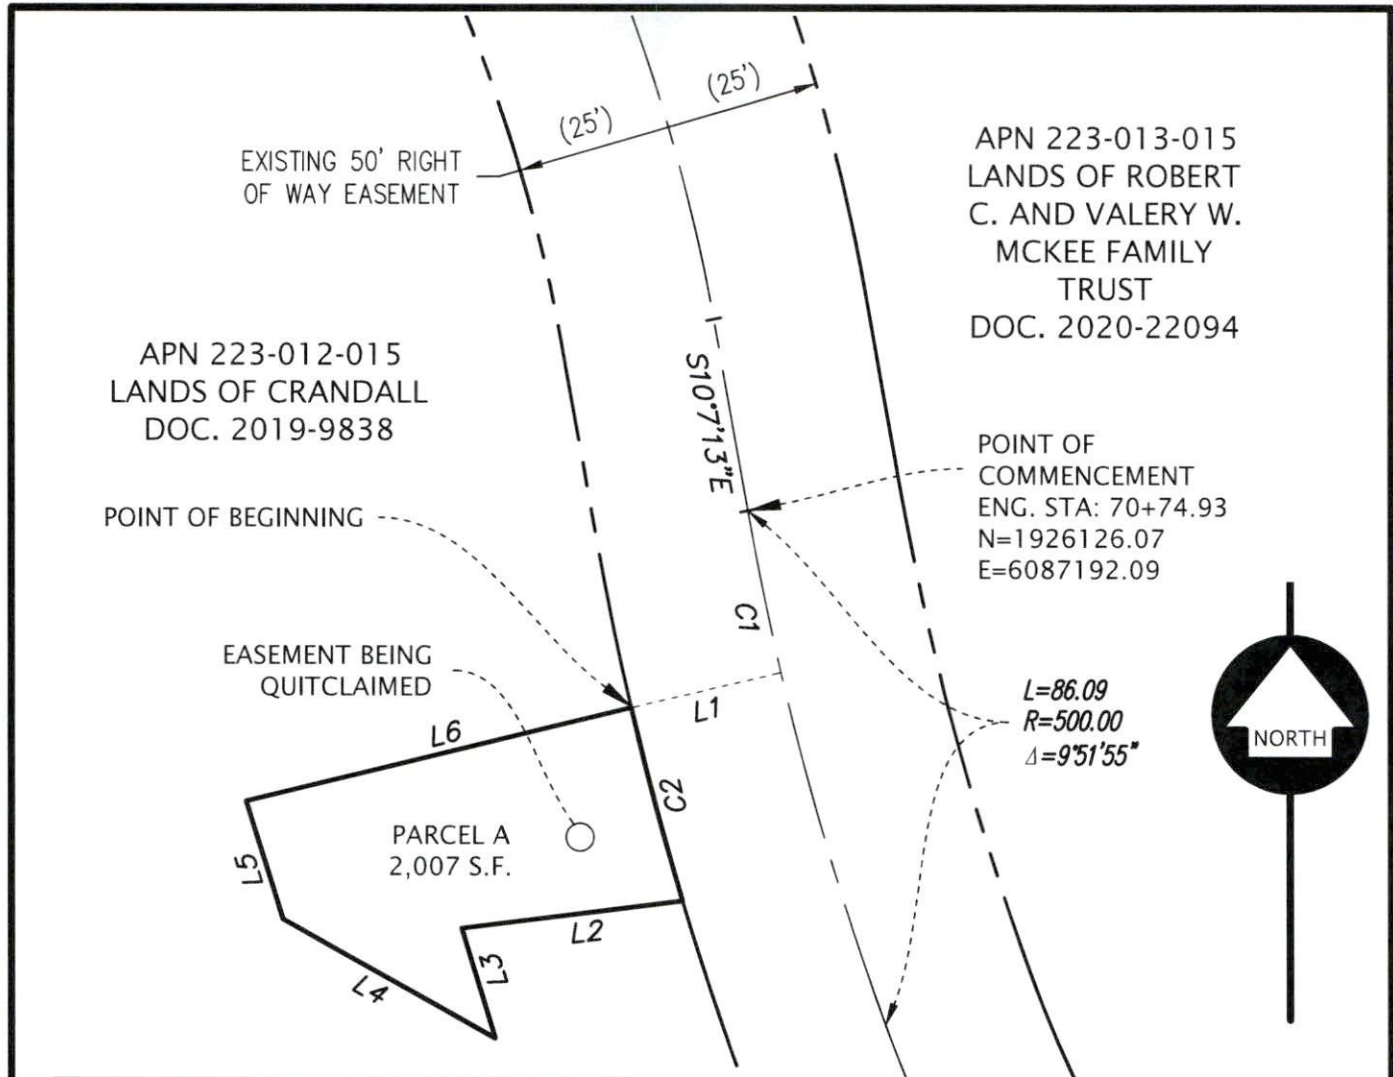 (25')
(25')
EXISTING 50' RIGHT
OF WAY EASEMENT
APN 223-013-015
LANDS OF ROBERT
C. AND VALERY W.
MCKEE FAMILY
TRUST
DOC. 2020-22094
APN 223-012-015
LANDS OF CRANDALL
DOC. 2019-9838
S10°7'13"E
POINT OF
COMMENCEMENT
ENG. STA: 70+74.93
N=1926126.07
E=6087192.09
POINT OF BEGINNING
C1
EASEMENT BEING
QUITCLAIMED
L1
L=86.09
R=500.00
Δ=9°51'55"
NORTH
L6
C2
PARCEL A
2,007 S.F.
L5
L2
L3
L4